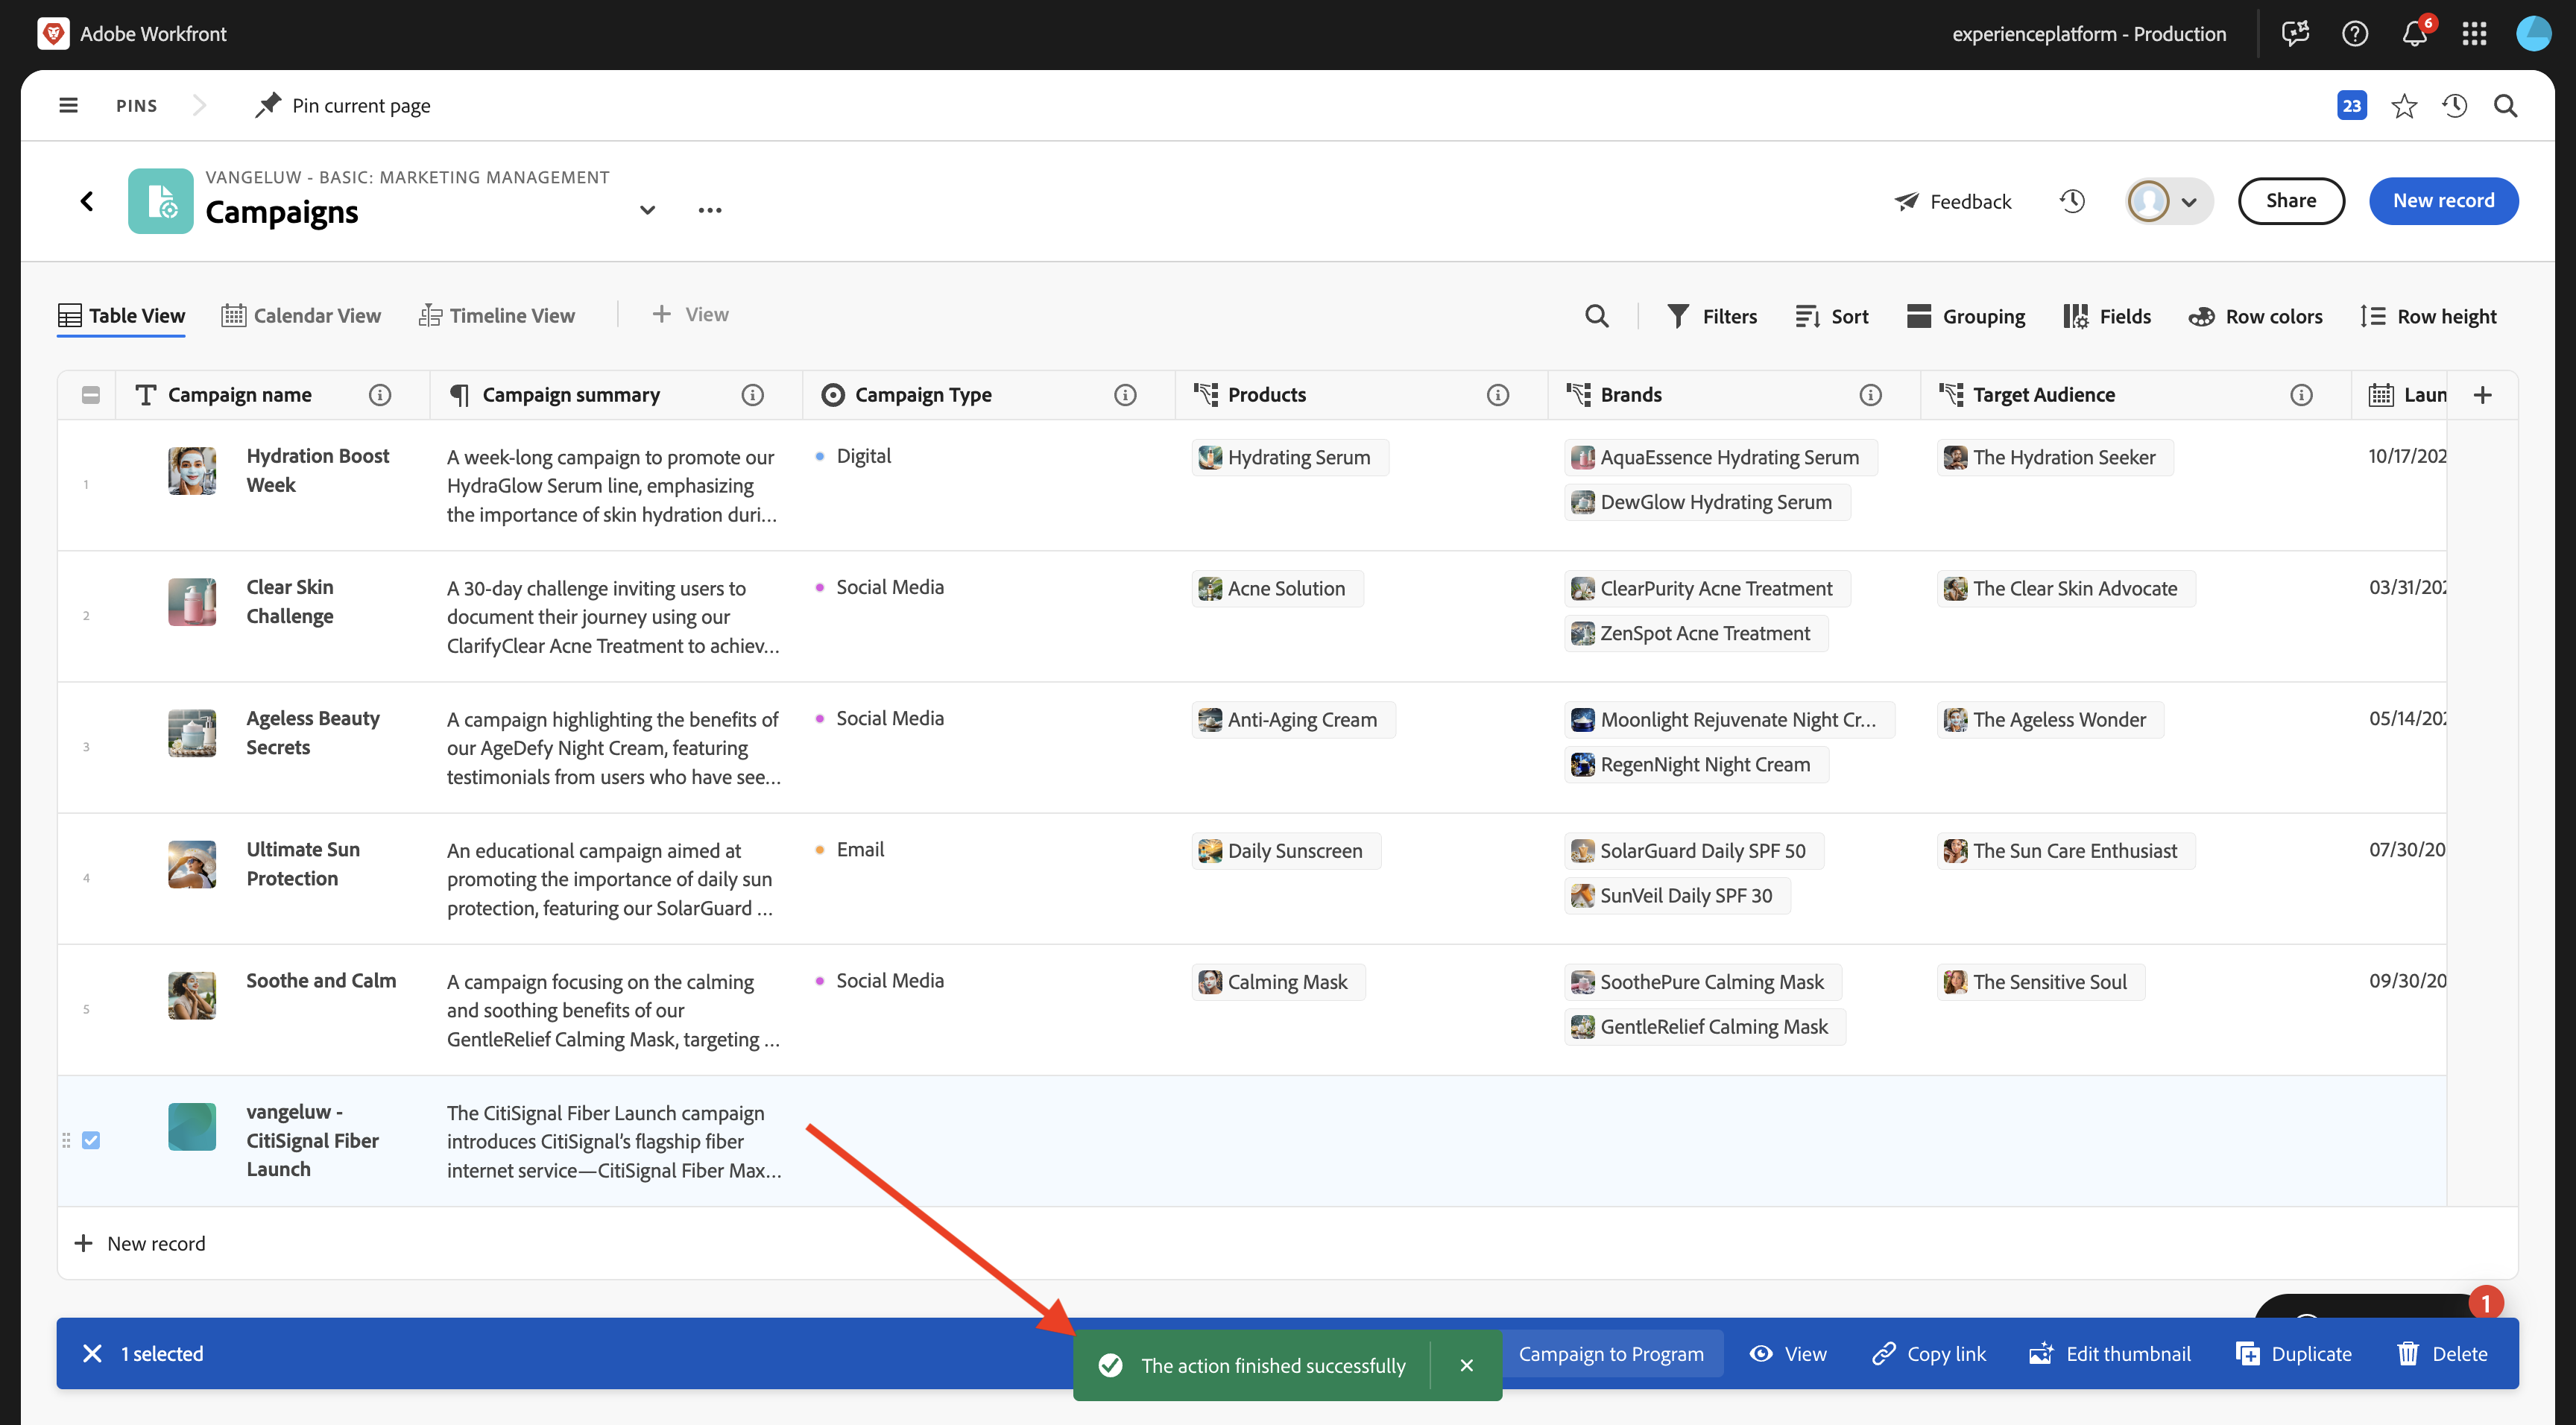 Adobe Workfront
experienceplatform - Production
6
PINS
Pin current page
23
VANGELUW - BASIC: MARKETING MANAGEMENT
Campaigns
Feedback
Share
New record
Table View
Calendar View
Timeline View
View
Filters
Sort
Grouping
Fields
Row colors
Row height
Campaign name
Campaign summary
Campaign Type
Products
Brands
Target Audience
Laun
1
Hydration Boost
Week
A week-long campaign to promote our
HydraGlow Serum line, emphasizing
the importance of skin hydration duri...
Digital
Hydrating Serum
AquaEssence Hydrating Serum
DewGlow Hydrating Serum
The Hydration Seeker
10/17/202
2
Clear Skin
Challenge
A 30-day challenge inviting users to
document their journey using our
ClarifyClear Acne Treatment to achiev...
Social Media
Acne Solution
ClearPurity Acne Treatment
ZenSpot Acne Treatment
The Clear Skin Advocate
03/31/202
3
Ageless Beauty
Secrets
A campaign highlighting the benefits of
our AgeDefy Night Cream, featuring
testimonials from users who have see...
Social Media
Anti-Aging Cream
Moonlight Rejuvenate Night Cr...
RegenNight Night Cream
The Ageless Wonder
05/14/202
4
Ultimate Sun
Protection
An educational campaign aimed at
promoting the importance of daily sun
protection, featuring our SolarGuard ...
Email
Daily Sunscreen
SolarGuard Daily SPF 50
SunVeil Daily SPF 30
The Sun Care Enthusiast
07/30/20
5
Soothe and Calm
A campaign focusing on the calming
and soothing benefits of our
GentleRelief Calming Mask, targeting ...
Social Media
Calming Mask
SoothePure Calming Mask
GentleRelief Calming Mask
The Sensitive Soul
09/30/20
vangeluw -
CitiSignal Fiber
Launch
The CitiSignal Fiber Launch campaign
introduces CitiSignal’s flagship fiber
internet service—CitiSignal Fiber Max...
New record
1
1 selected
The action finished successfully
Campaign to Program
View
Copy link
Edit thumbnail
Duplicate
Delete